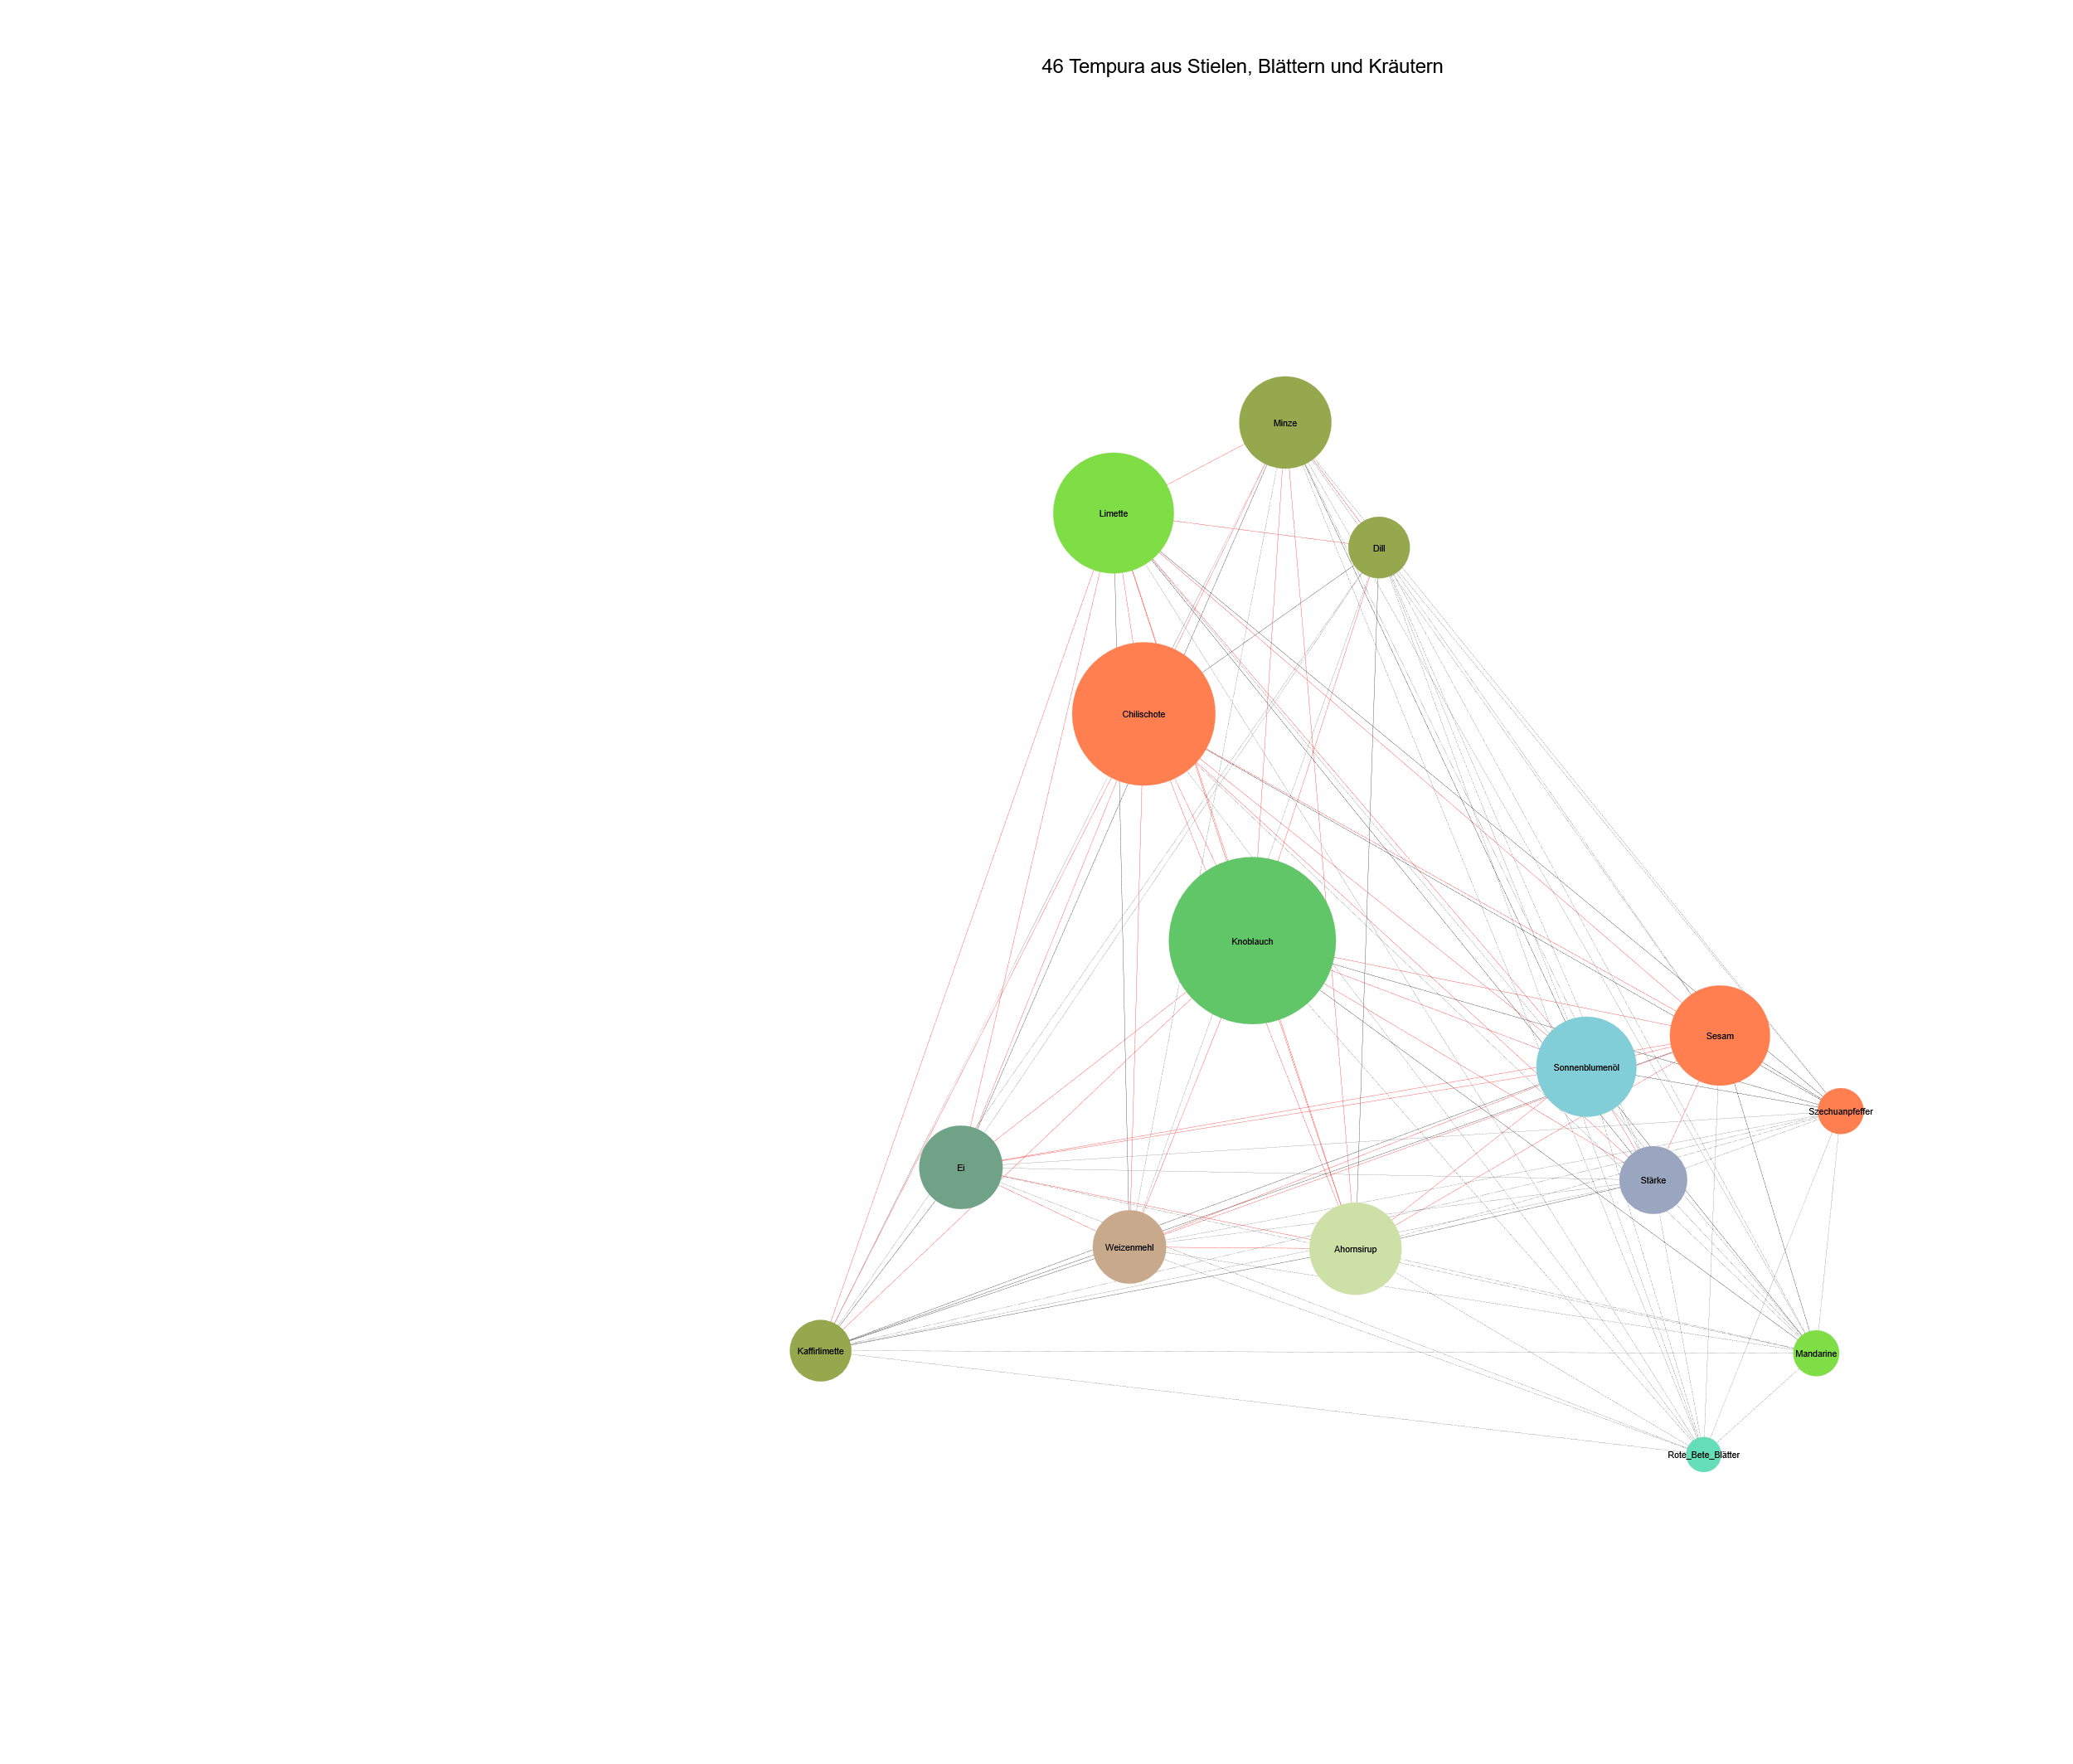 46 Tempura aus Stielen, Blättern und Kräutern
Minze
Limette
Dill
Chilischote
Knoblauch
Sesam
Sonnenblumenöl
Szechuanpfeffer
Ei
Stärke
Weizenmehl
Ahornsirup
Kaffirlimette
Mandarine
Rote_Bete_Blätter